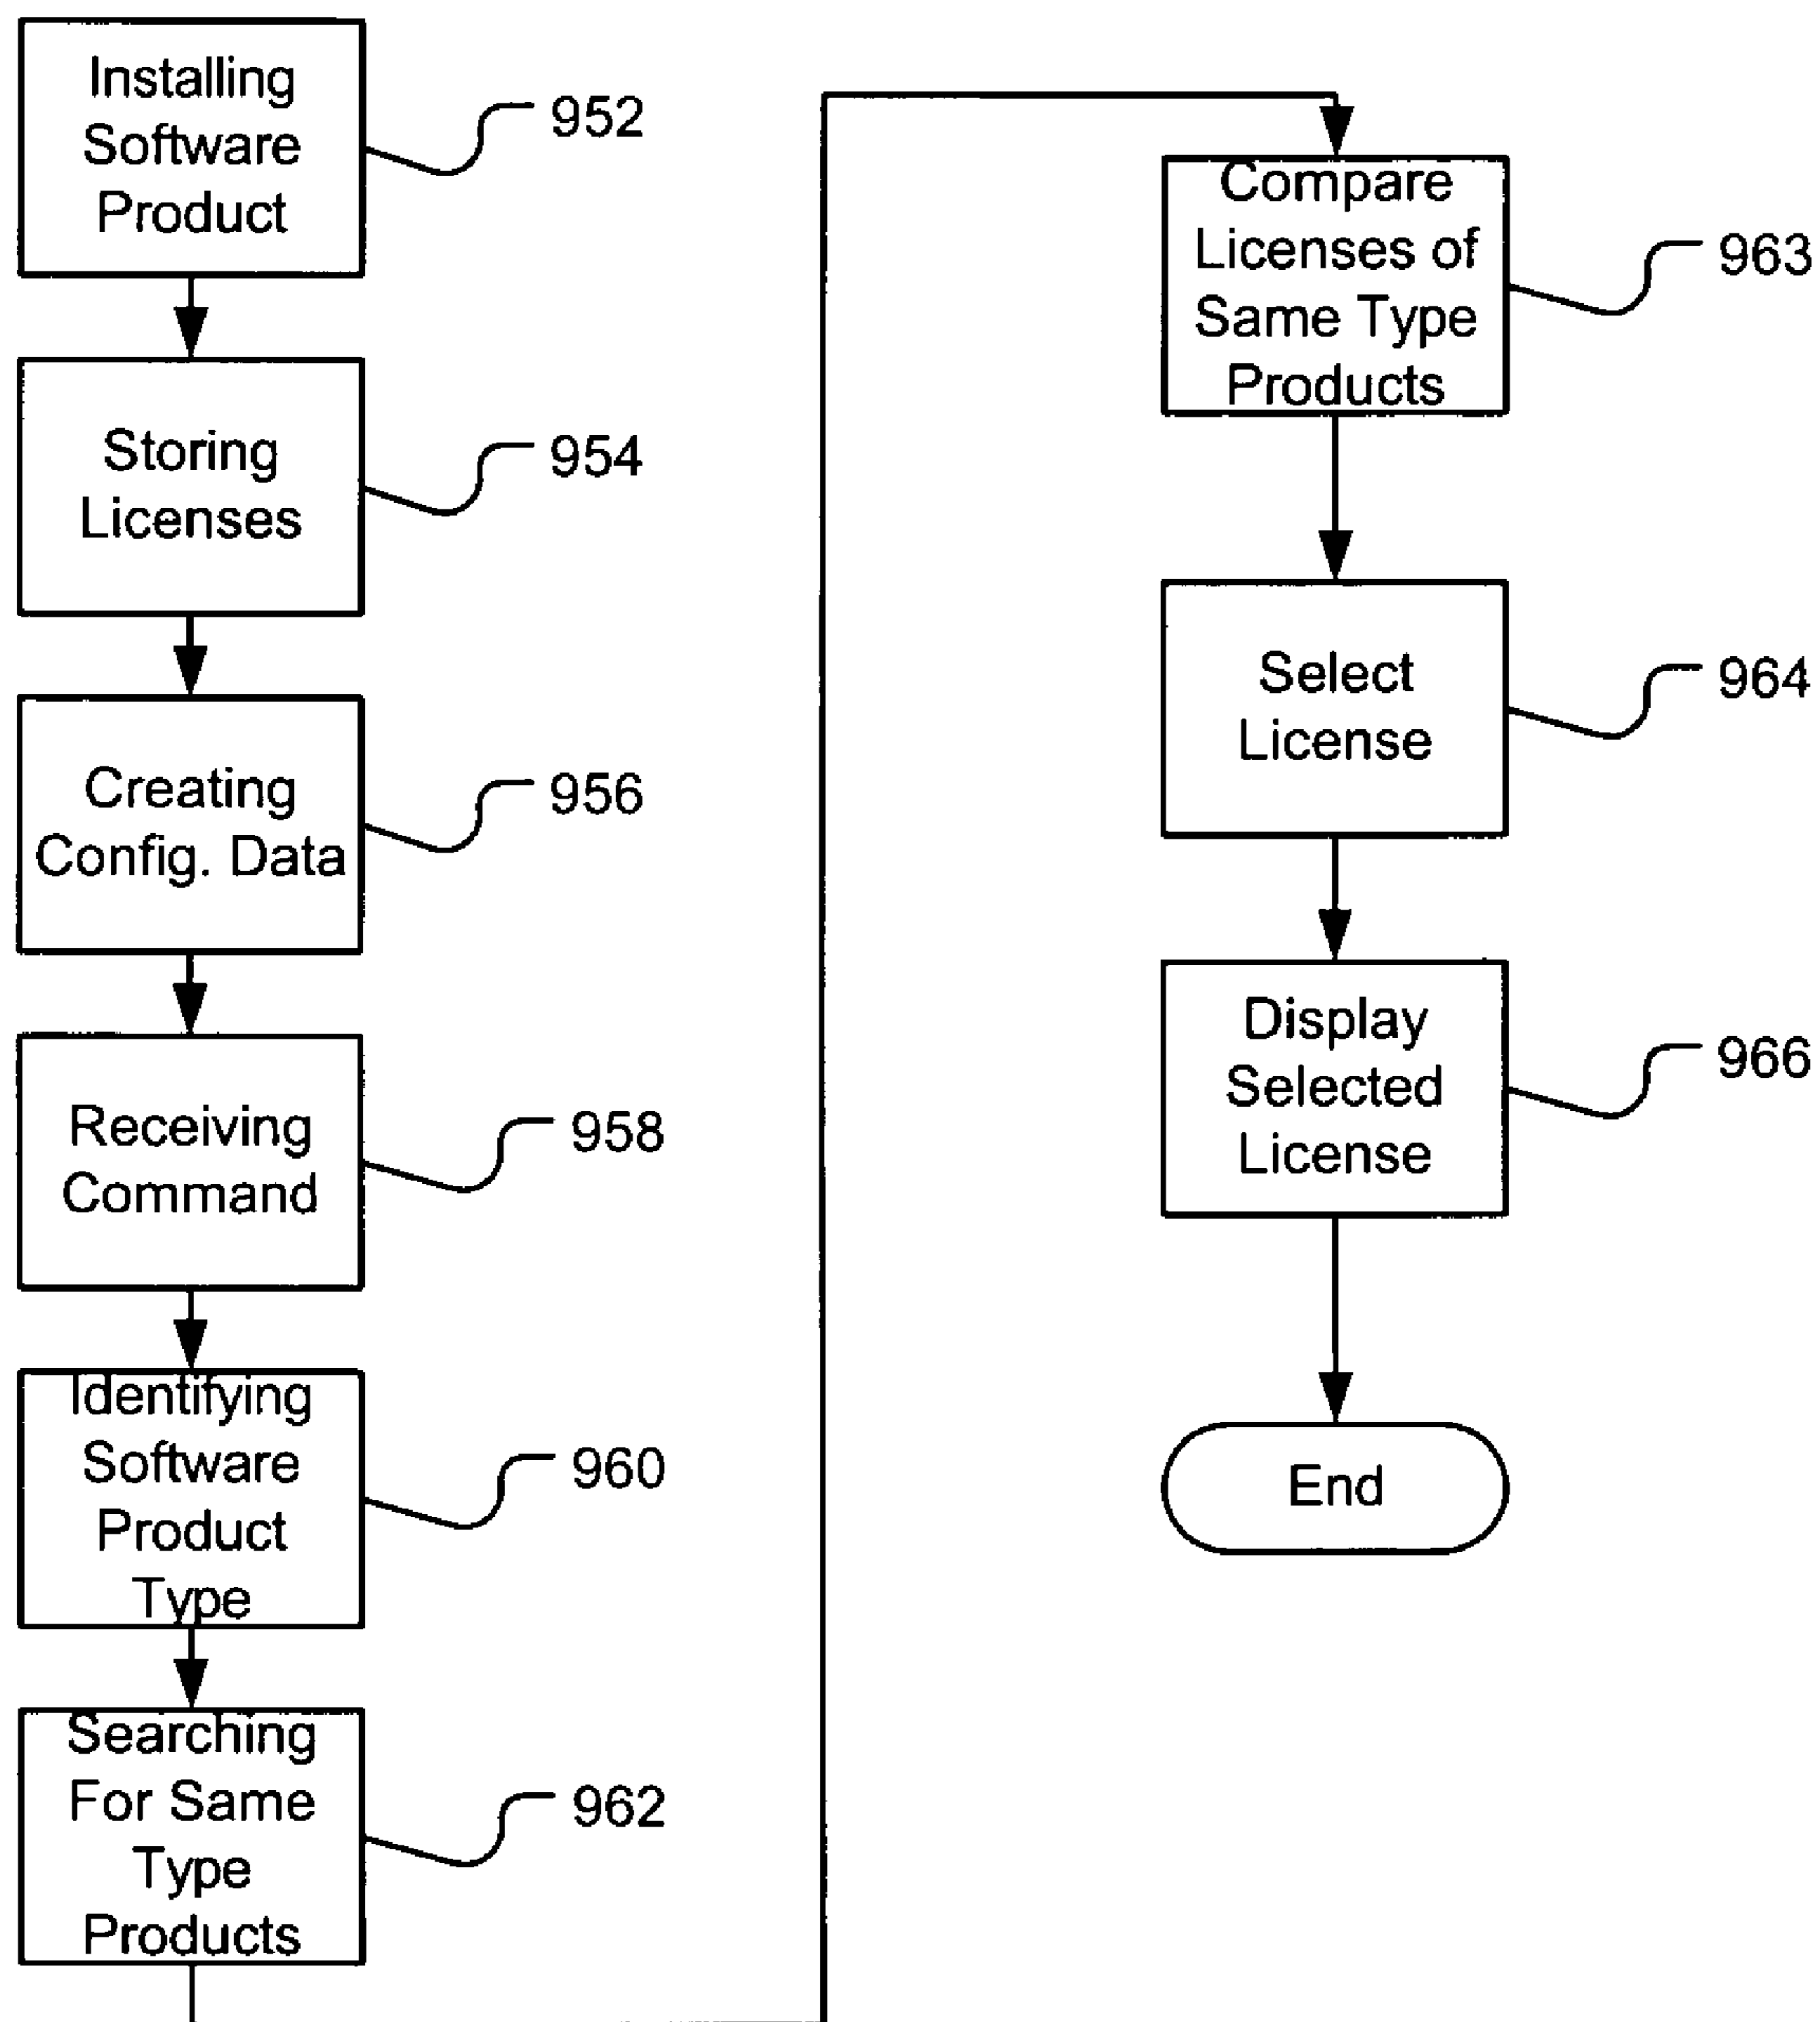 Installing
Software
Product
952
Storing
Licenses
954
Creating
Config. Data
956
Receiving
Command
958
Identifying
Software
Product
Type
960
Searching
For Same
Type
Products
962
Compare
Licenses of
Same Type
Products
963
Select
License
964
Display
Selected
License
966
End